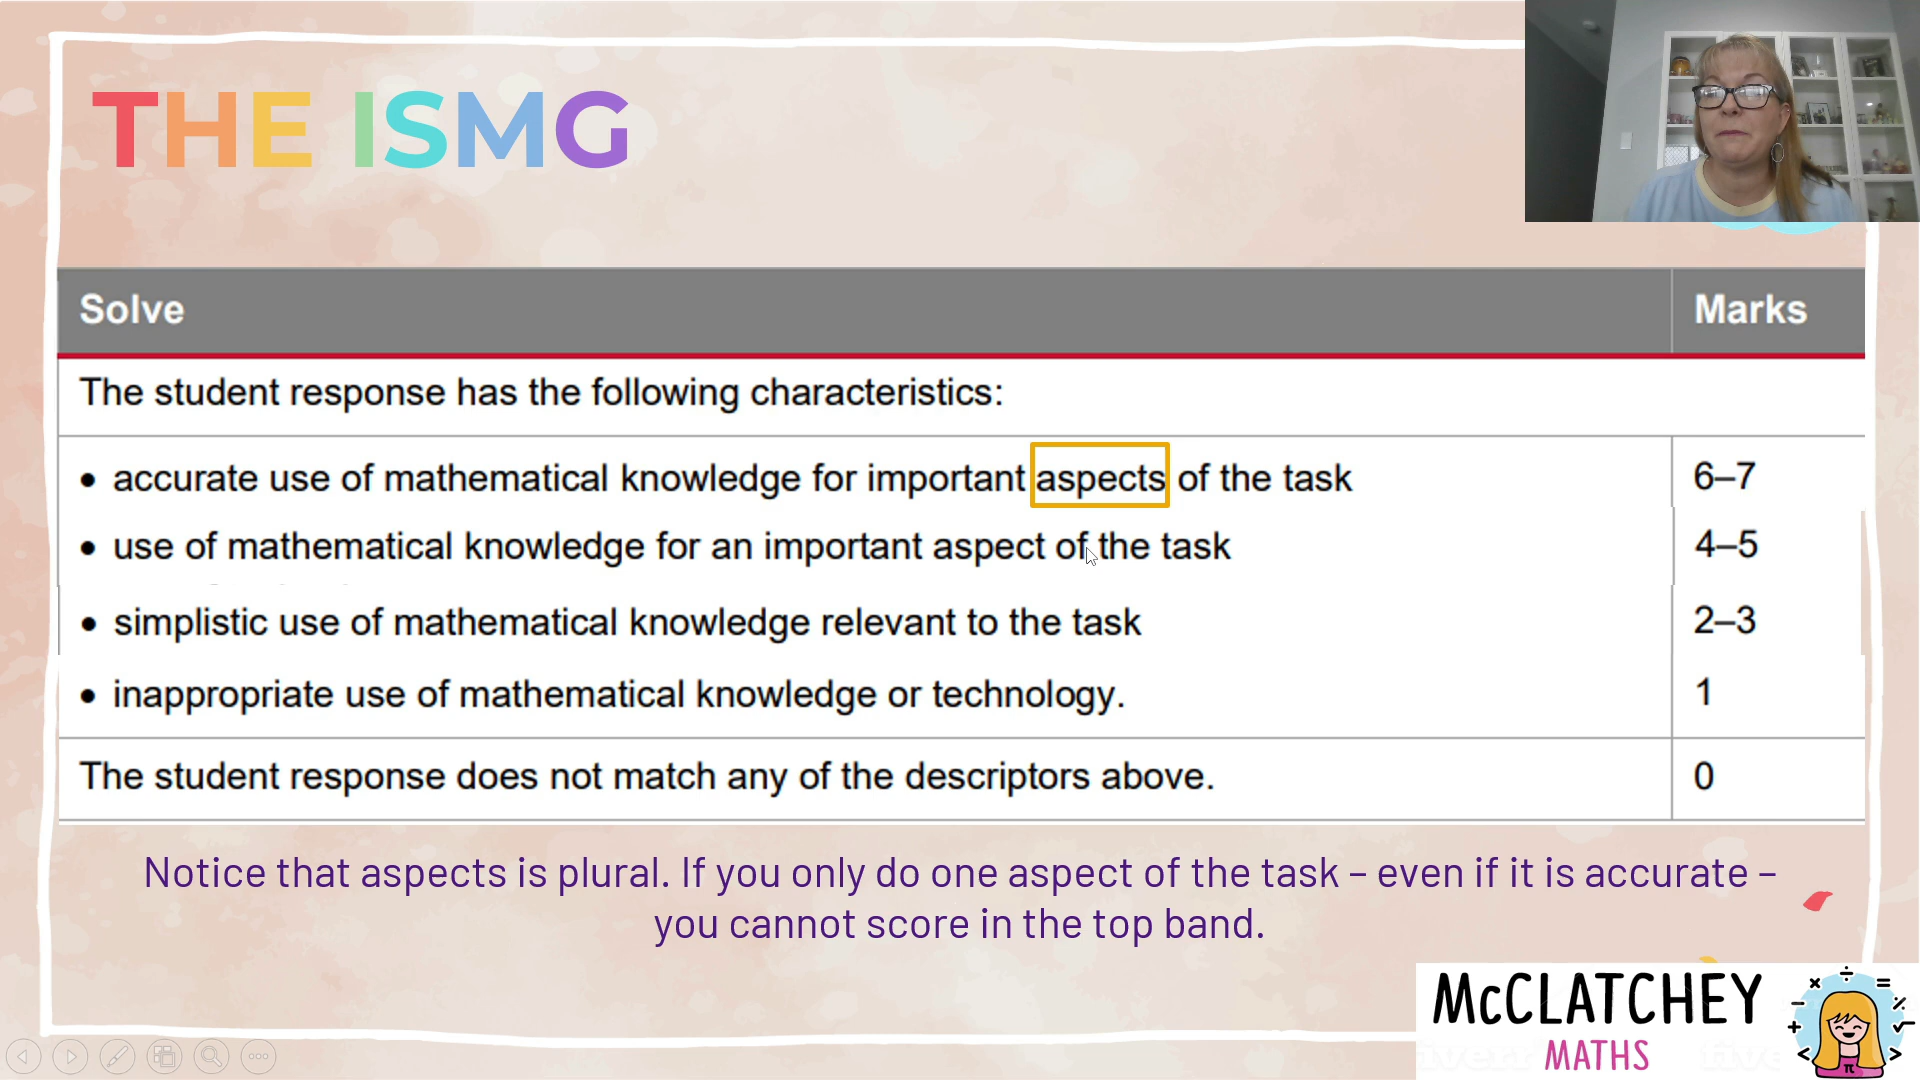 THE ISMG
Solve Marks
The student response has the following characteristics:
• accurate use of mathematical knowledge for important aspects of the task 6–7
• use of mathematical knowledge for an important aspect of the task 4–5
• simplistic use of mathematical knowledge relevant to the task 2–3
• inappropriate use of mathematical knowledge or technology. 1
The student response does not match any of the descriptors above. 0
Notice that aspects is plural. If you only do one aspect of the task – even if it is accurate –
you cannot score in the top band.
McCLATCHEY
MATHS